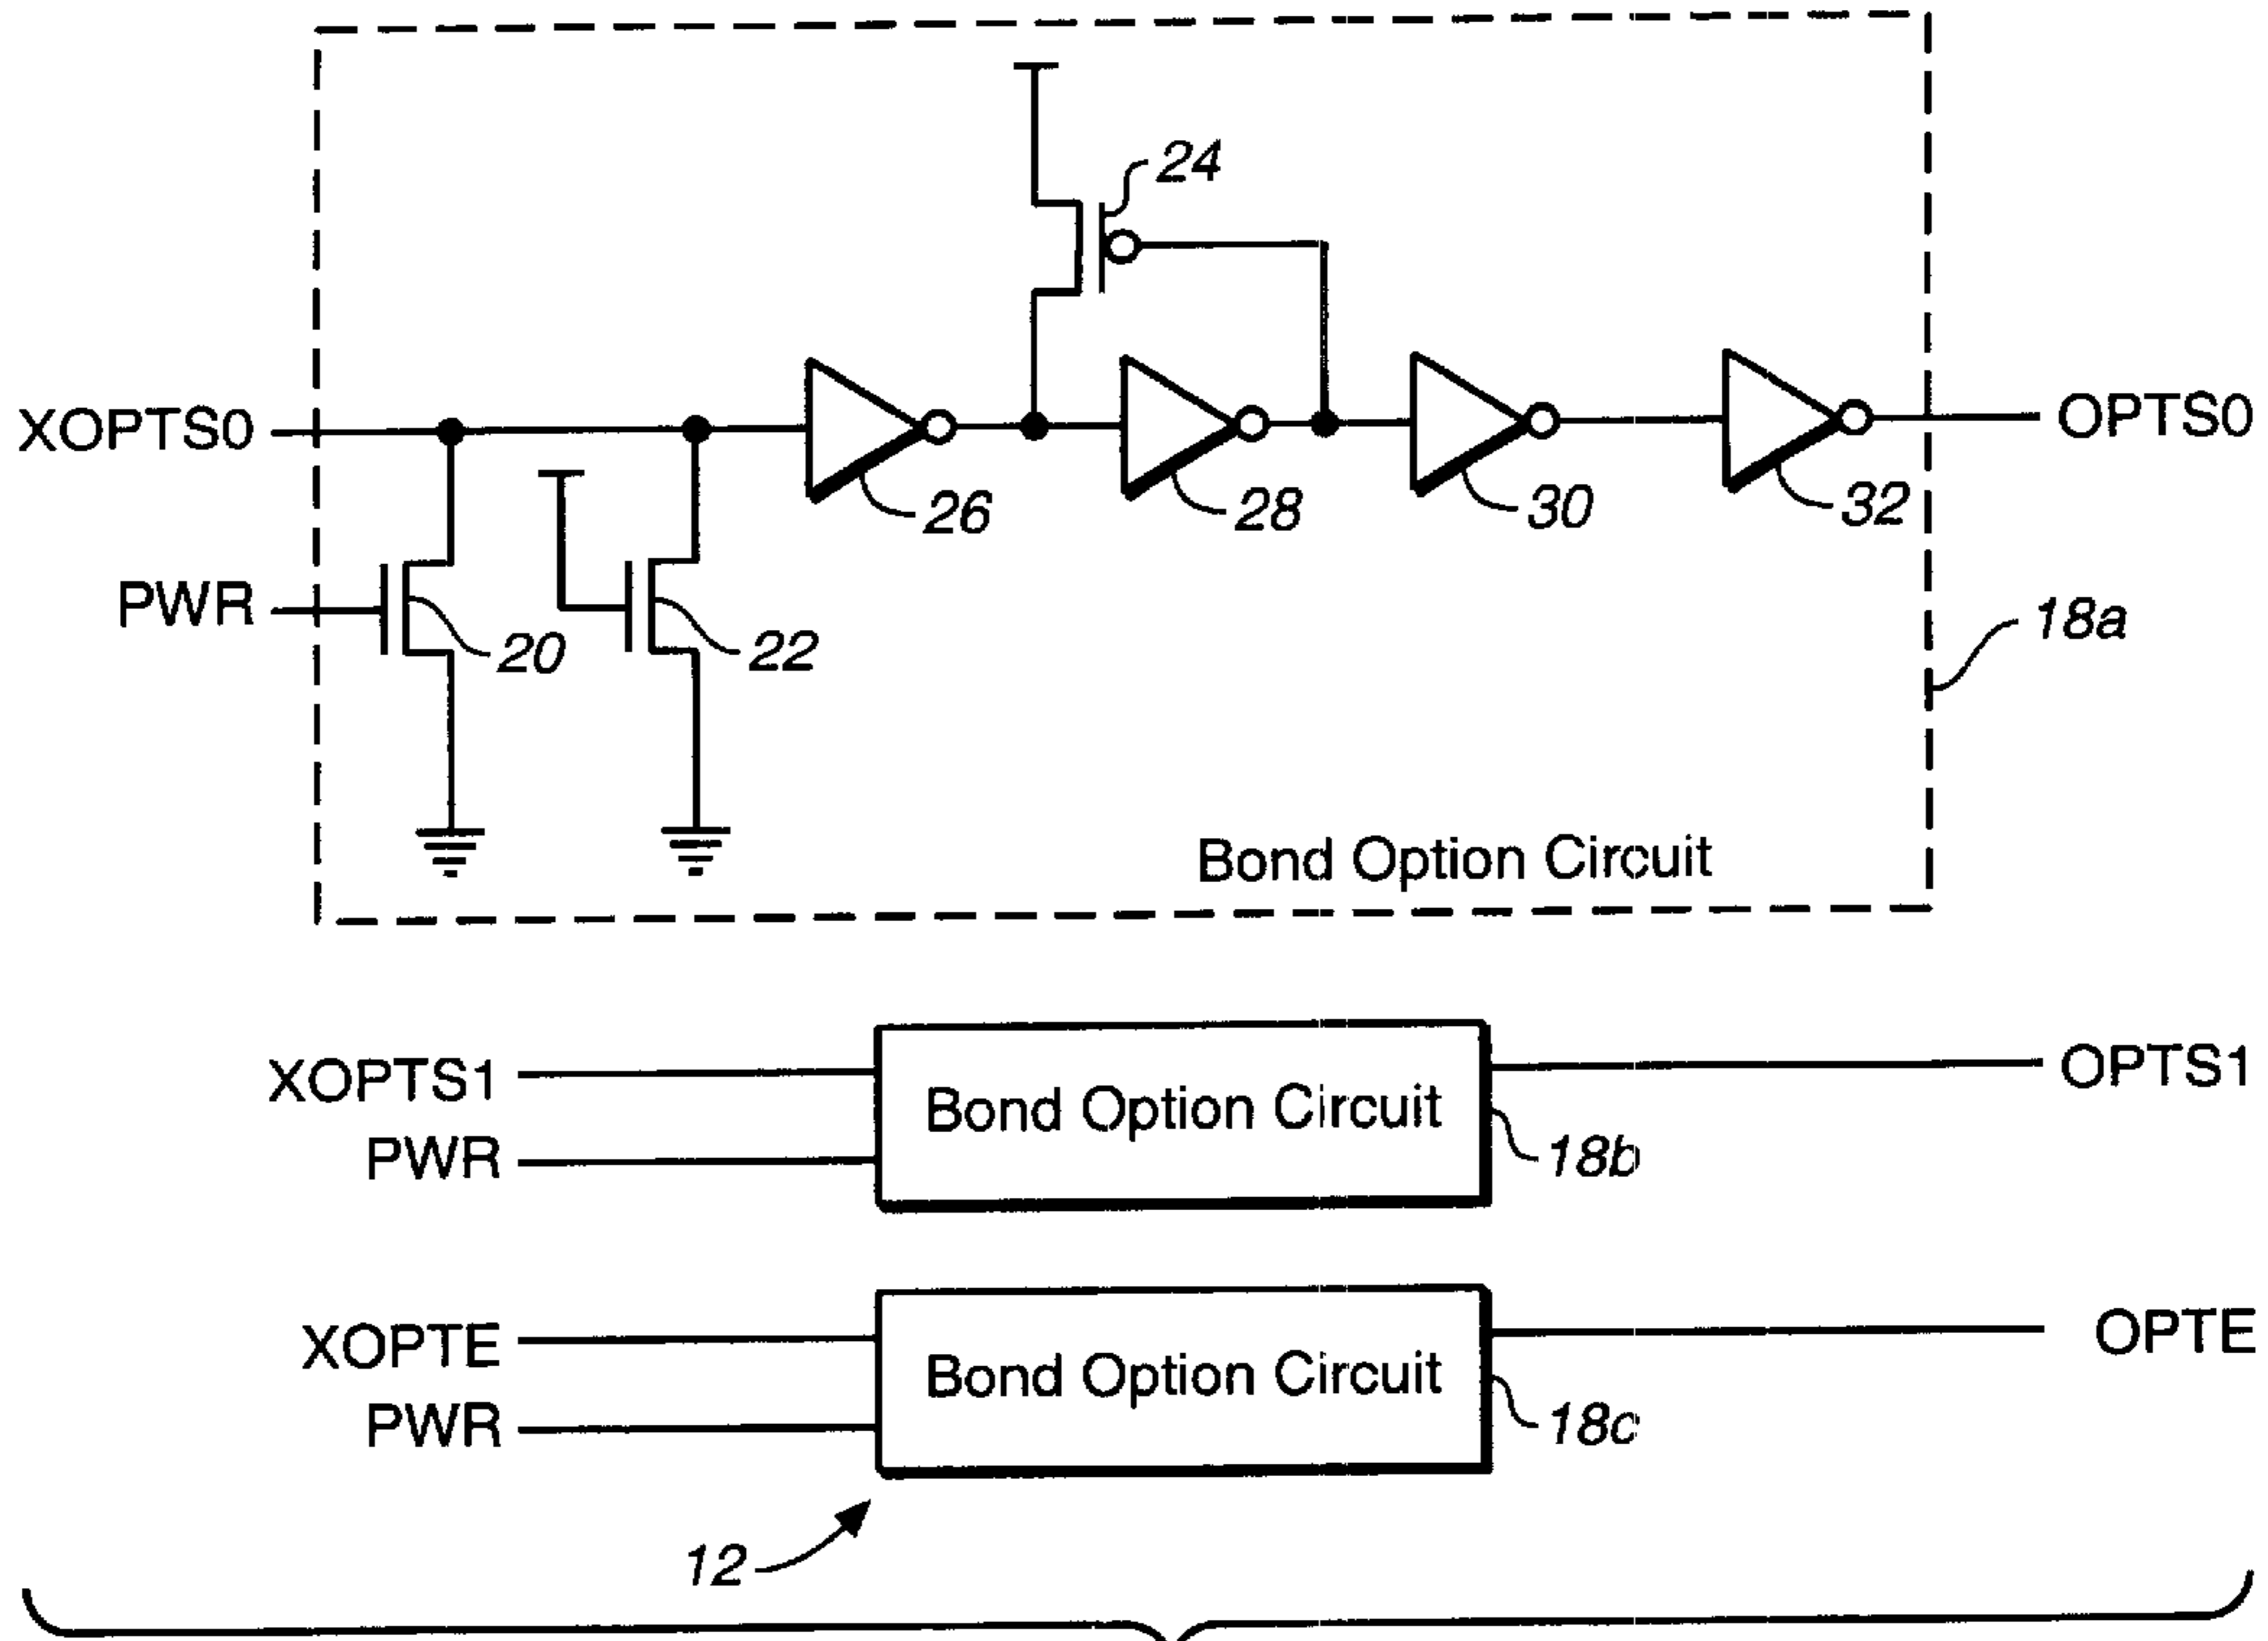 24
XOPTS0
OPTS0
26
28
30
32
PWR
20
22
18a
Bond Option Circuit
XOPTS1
OPTS1
Bond Option Circuit
PWR
18b
XOPTE
OPTE
Bond Option Circuit
PWR
18c
12